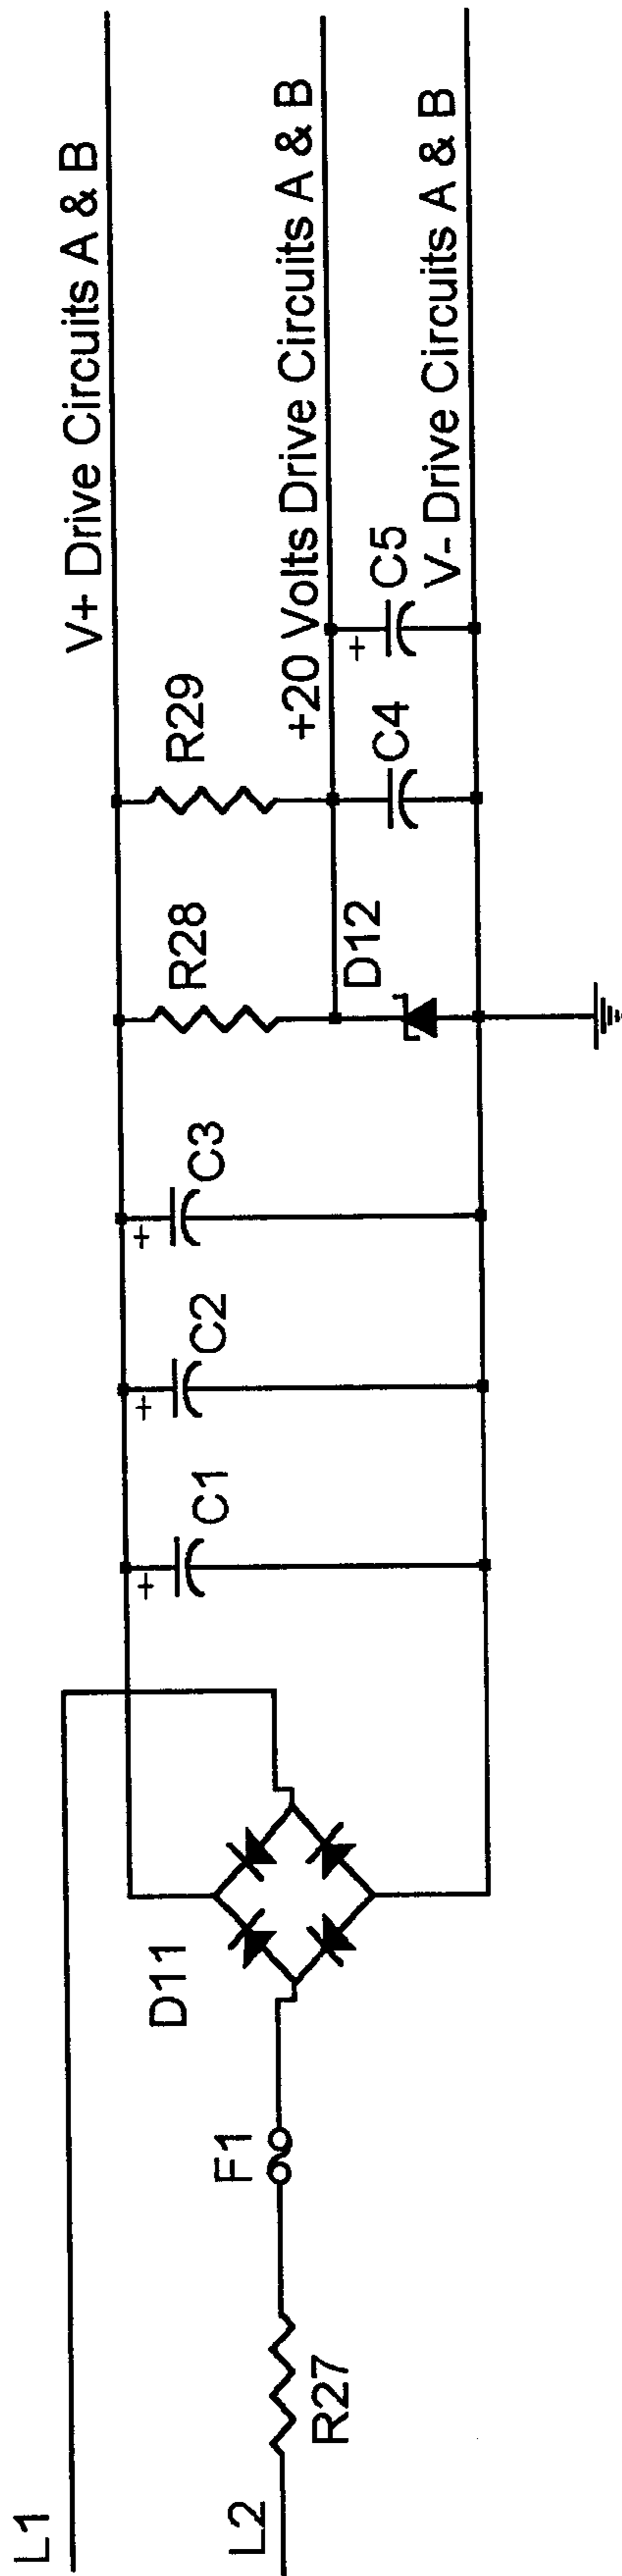 L1
L2
R27
F1
D11
C1
+
C2
+
C3
+
R28
R29
D12
C4
C5
+
V+ Drive Circuits A & B
+20 Volts Drive Circuits A & B
V- Drive Circuits A & B